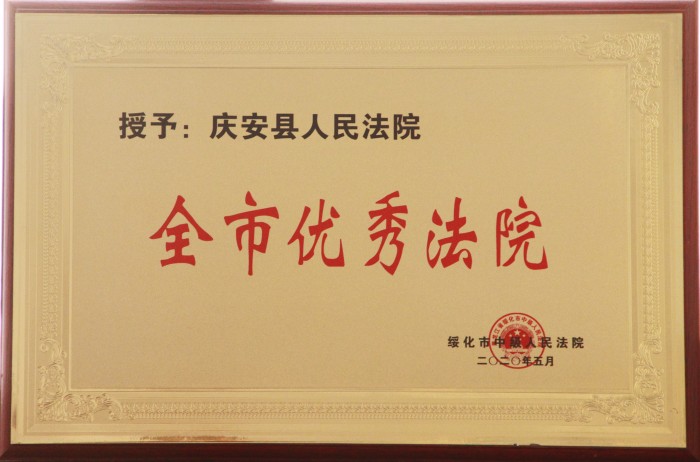 授予：庆安县人民法院
全市优秀法院
绥化市中级人民法院
二〇二〇年五月